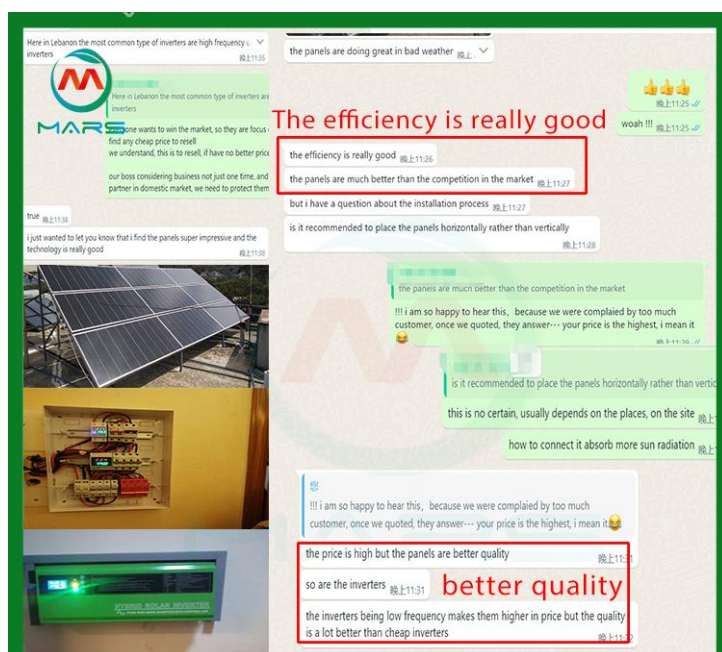 Here in Lebanon the most common type of inverters are high frequency
inverters
晚上11:35
MARS
Here in Lebanon the most common type of inverters are
inverters
one wants to win the market, so they are focus
find any cheap price to resell
we understand, this is to resell, if have no better price
our boss considering business not just one time, and
partner in domestic market, we need to protect them
true 晚上11:38
i just wanted to let you know that i find the panels super impressive and the
technology is really good
晚上11:38
HYBRID SOLAR INVERTER
the panels are doing great in bad weather 晚上
👍👍👍
晚上11:25
woah !!! 晚上11:25
The efficiency is really good
the efficiency is really good 晚上11:26
the panels are much better than the competition in the market 晚上11:27
but i have a question about the installation process 晚上11:27
is it recommended to place the panels horizontally rather than vertically
晚上11:28
the panels are much better than the competition in the market
!!! i am so happy to hear this，because we were complaied by too much
customer, once we quoted, they answer--- your price is the highest, i mean it
😂
晚上11:29
is it recommended to place the panels horizontally rather than
this is no certain, usually depends on the places, on the site 晚上
how to connect it absorb more sun radiation 晚上
您
!!! i am so happy to hear this，because we were complaied by too much
customer, once we quoted, they answer--- your price is the highest, i mean it😂
the price is high but the panels are better quality
晚上11:31
so are the inverters 晚上11:31
better quality
the inverters being low frequency makes them higher in price but the quality
is a lot better than cheap inverters
晚上11:32